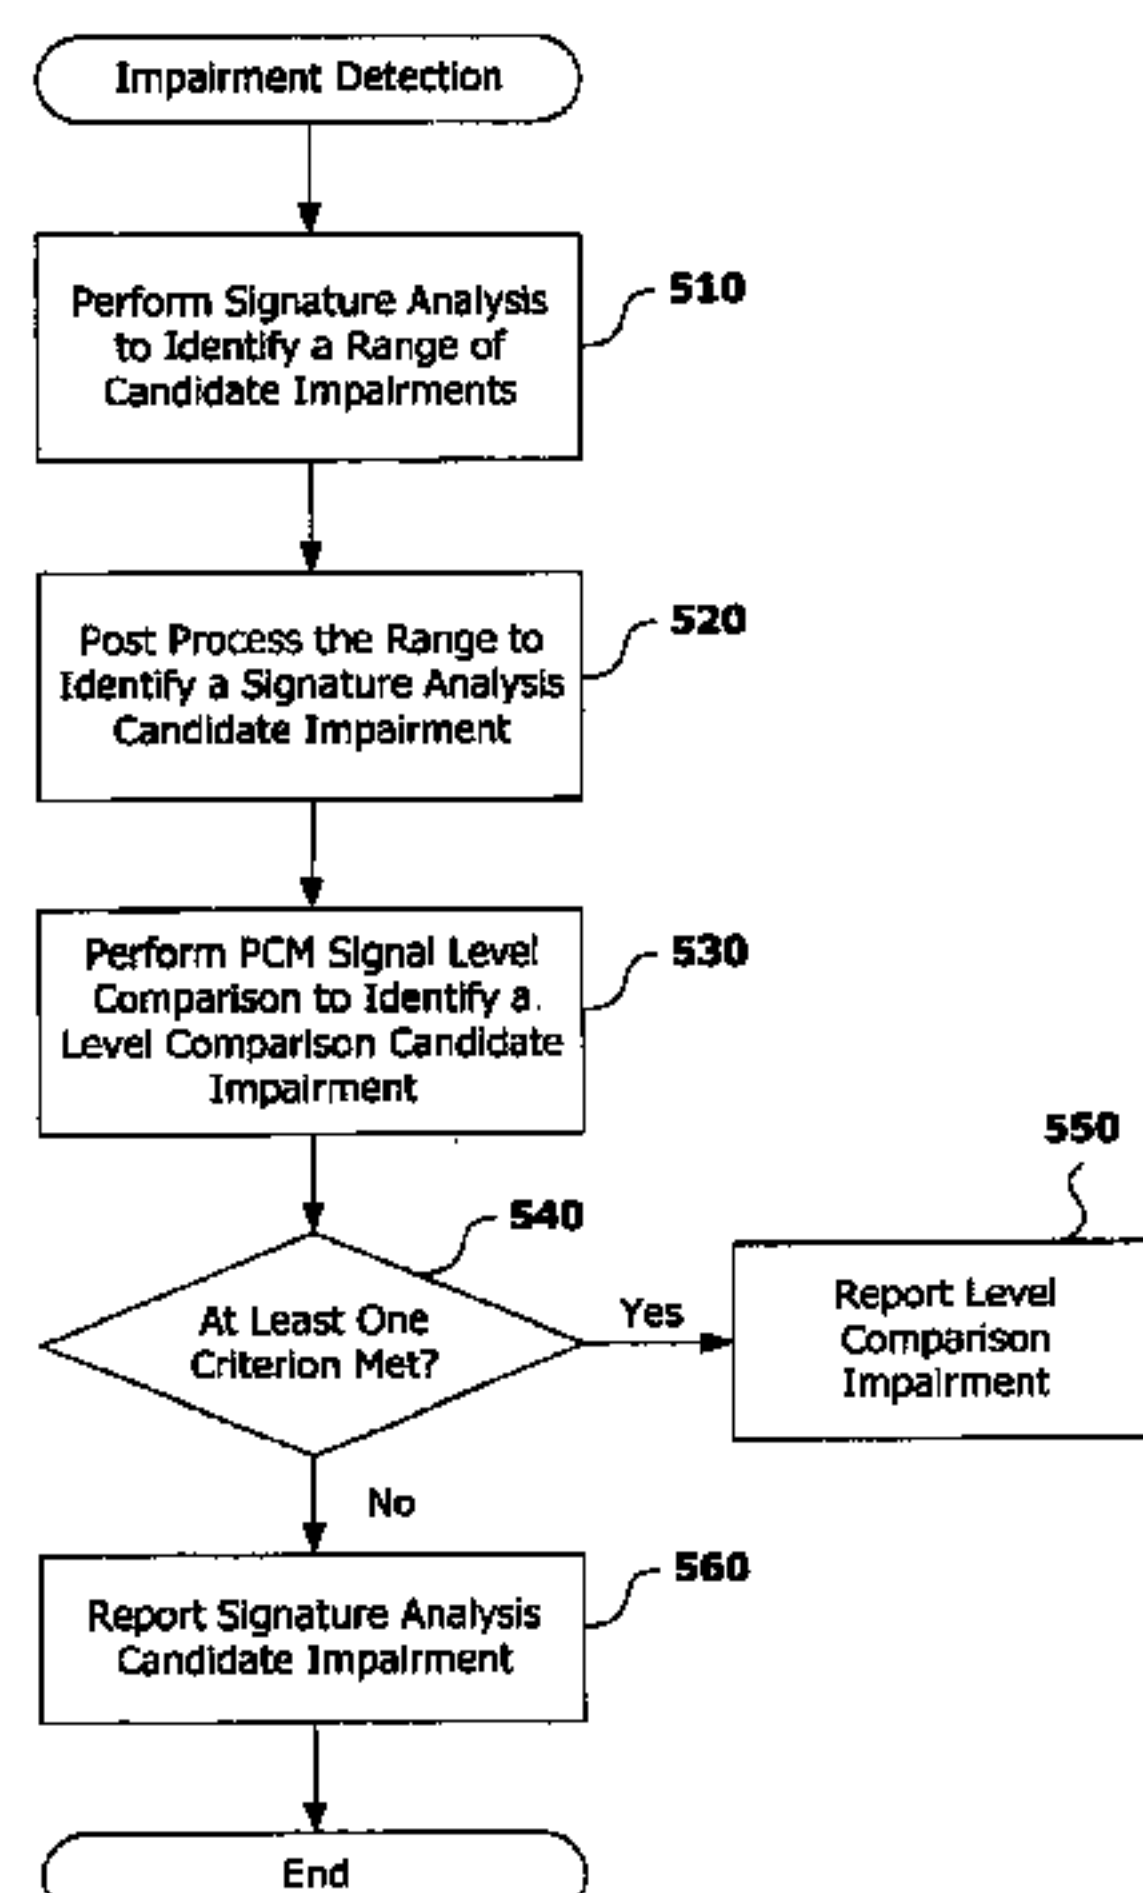 Impairment Detection
Perform Signature Analysis
to Identify a Range of
Candidate Impairments
510
Post Process the Range to
Identify a Signature Analysis
Candidate Impairment
520
Perform PCM Signal Level
Comparison to Identify a
Level Comparison Candidate
Impairment
530
At Least One
Criterion Met?
540
Yes
550
Report Level
Comparison
Impairment
No
Report Signature Analysis
Candidate Impairment
560
End